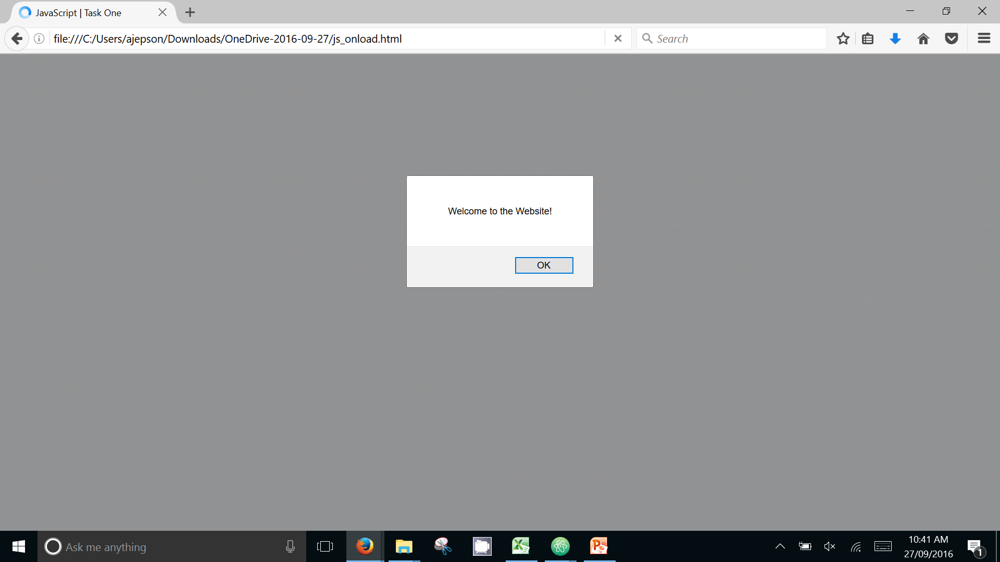 JavaScript | Task One
file:///C:/Users/ajepson/Downloads/OneDrive-2016-09-27/js_onload.html
Search
Welcome to the Website!
OK
Ask me anything
10:41 AM
27/09/2016
1